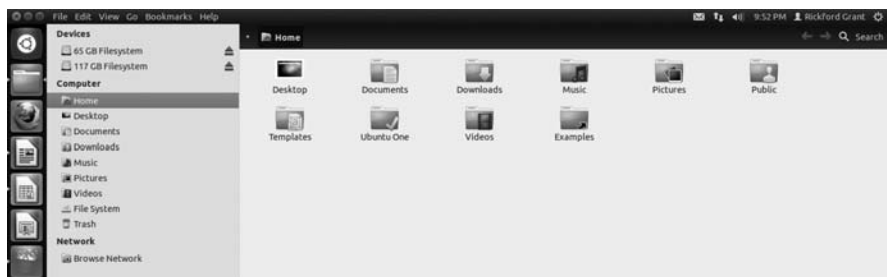 File Edit View Go Bookmarks Help
9:52 PM Rickford Grant
Devices
65 GB Filesystem
117 GB Filesystem
Computer
Home
Desktop
Documents
Downloads
Music
Pictures
Videos
File System
Trash
Network
Browse Network
Home
Search
Desktop Documents Downloads Music Pictures Public
Templates Ubuntu One Videos Examples